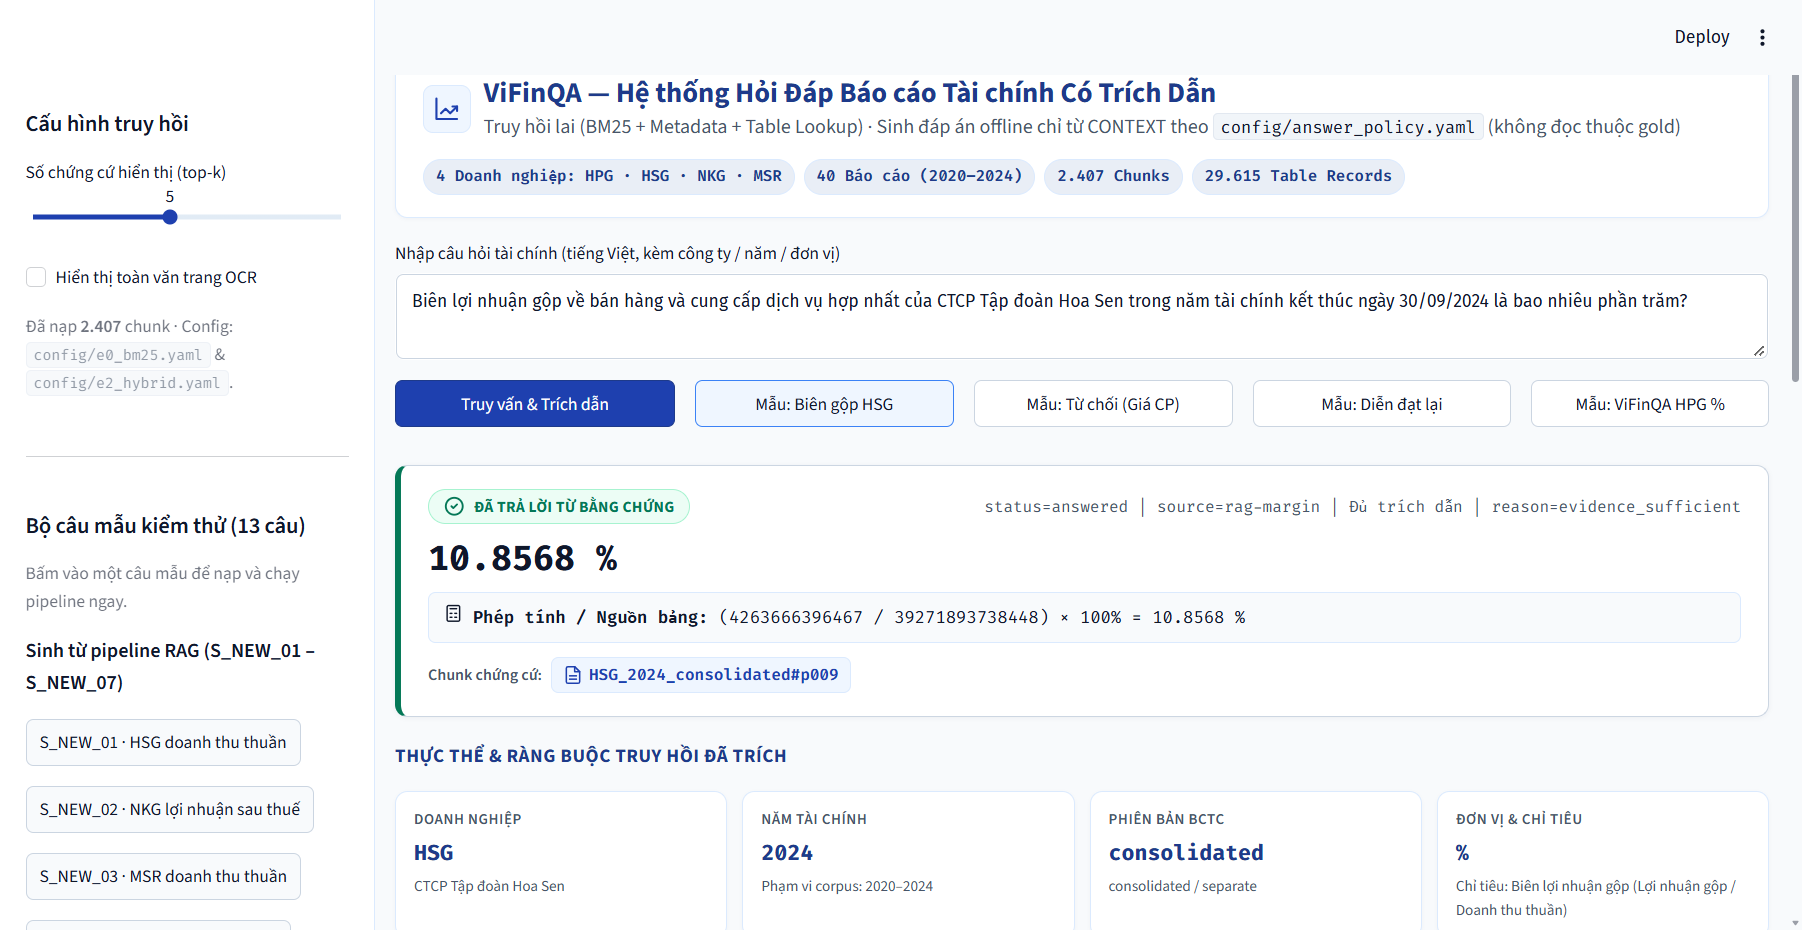 Deploy
Cấu hình truy hồi
Số chứng cứ hiển thị (top-k)
5
Hiển thị toàn văn trang OCR
Đã nạp 2.407 chunk · Config:
config/e0_bm25.yaml &
config/e2_hybrid.yaml .
Bộ câu mẫu kiểm thử (13 câu)
Bấm vào một câu mẫu để nạp và chạy
pipeline ngay.
Sinh từ pipeline RAG (S_NEW_01 –
S_NEW_07)
S_NEW_01 · HSG doanh thu thuần
S_NEW_02 · NKG lợi nhuận sau thuế
S_NEW_03 · MSR doanh thu thuần
ViFinQA — Hệ thống Hỏi Đáp Báo cáo Tài chính Có Trích Dẫn
Truy hồi lai (BM25 + Metadata + Table Lookup) · Sinh đáp án offline chỉ từ CONTEXT theo config/answer_policy.yaml (không đọc thuộc gold)
4 Doanh nghiệp: HPG · HSG · NKG · MSR
40 Báo cáo (2020–2024)
2.407 Chunks
29.615 Table Records
Nhập câu hỏi tài chính (tiếng Việt, kèm công ty / năm / đơn vị)
Biên lợi nhuận gộp về bán hàng và cung cấp dịch vụ hợp nhất của CTCP Tập đoàn Hoa Sen trong năm tài chính kết thúc ngày 30/09/2024 là bao nhiêu phần trăm?
Truy vấn & Trích dẫn
Mẫu: Biên gộp HSG
Mẫu: Từ chối (Giá CP)
Mẫu: Diễn đạt lại
Mẫu: ViFinQA HPG %
ĐÃ TRẢ LỜI TỪ BẰNG CHỨNG
status=answered | source=rag-margin | Đủ trích dẫn | reason=evidence_sufficient
10.8568 %
Phép tính / Nguồn bảng: (4263666396467 / 39271893738448) × 100% = 10.8568 %
Chunk chứng cứ: HSG_2024_consolidated#p009
THỰC THỂ & RÀNG BUỘC TRUY HỒI ĐÃ TRÍCH
DOANH NGHIỆP
HSG
CTCP Tập đoàn Hoa Sen
NĂM TÀI CHÍNH
2024
Phạm vi corpus: 2020–2024
PHIÊN BẢN BCTC
consolidated
consolidated / separate
ĐƠN VỊ & CHỈ TIÊU
%
Chỉ tiêu: Biên lợi nhuận gộp (Lợi nhuận gộp /
Doanh thu thuần)